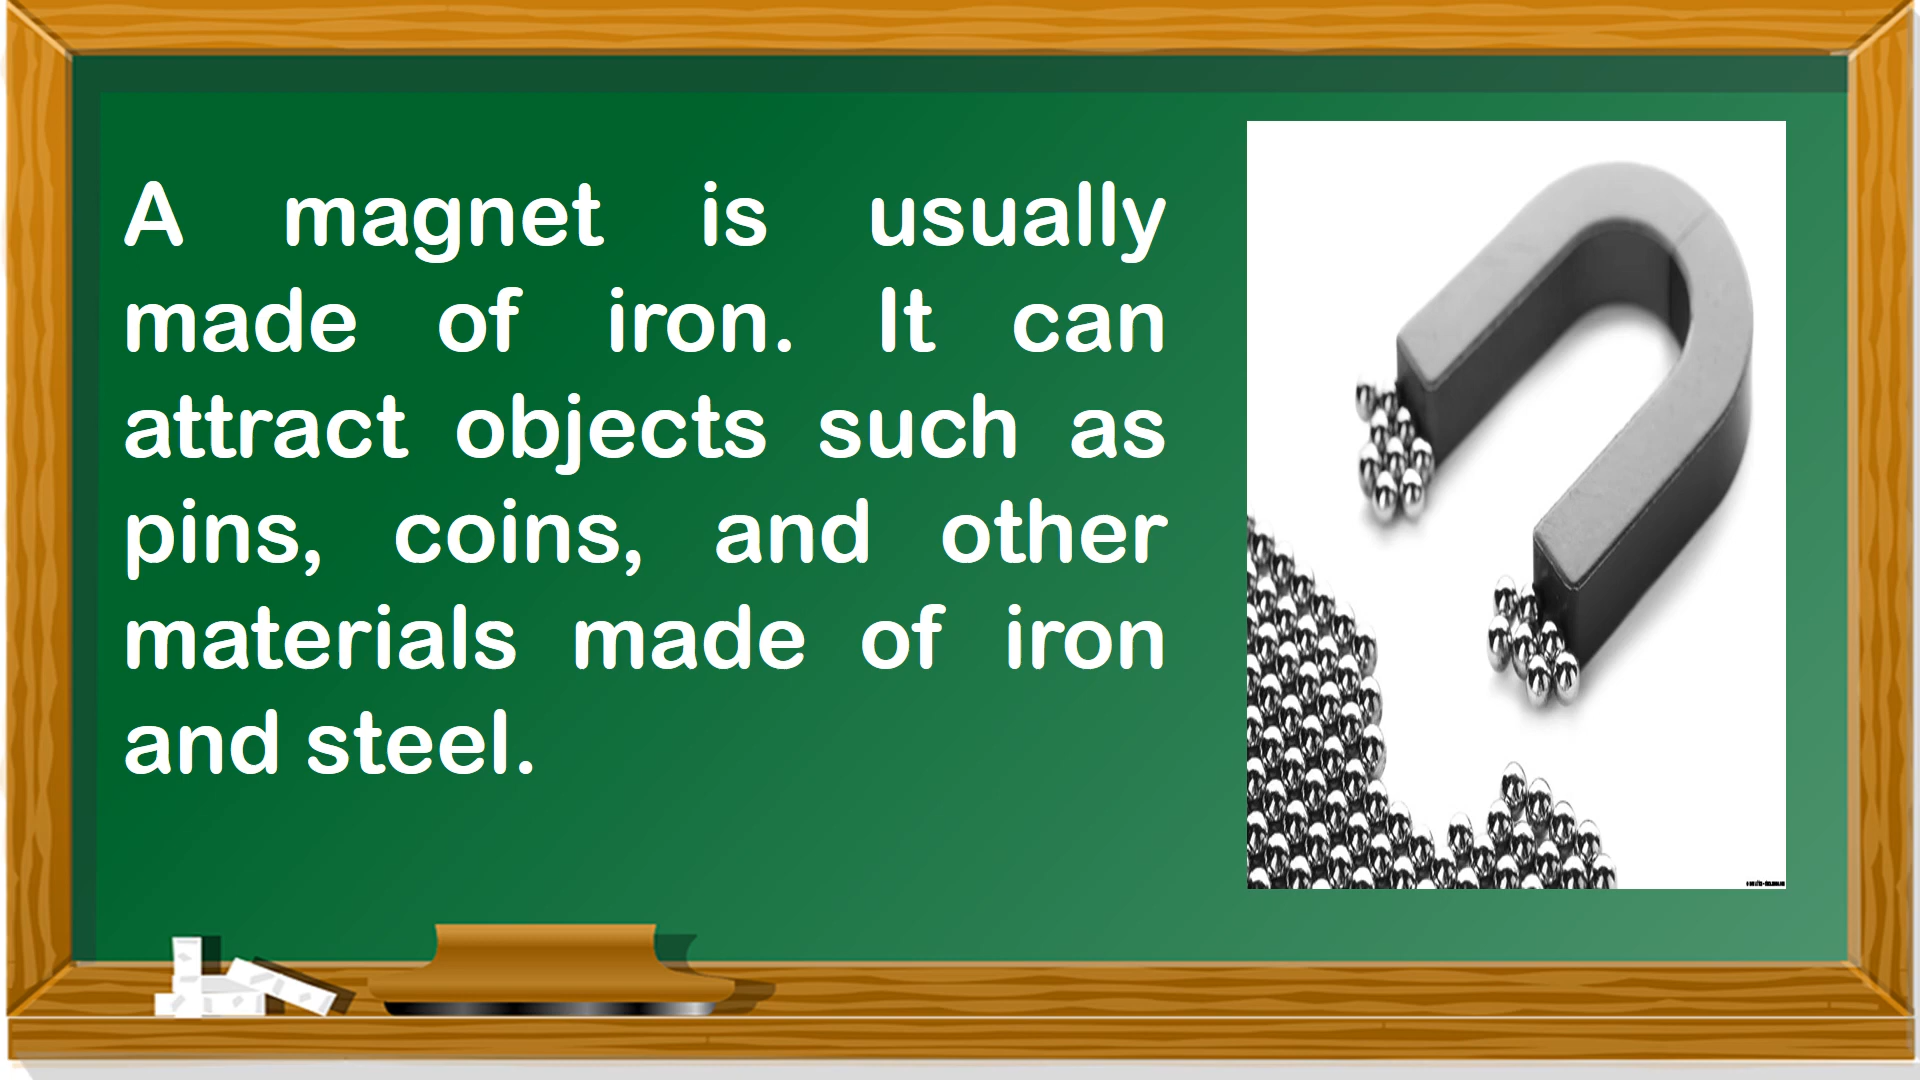 A magnet is usually
made of iron. It can
attract objects such as
pins, coins, and other
materials made of iron
and steel.